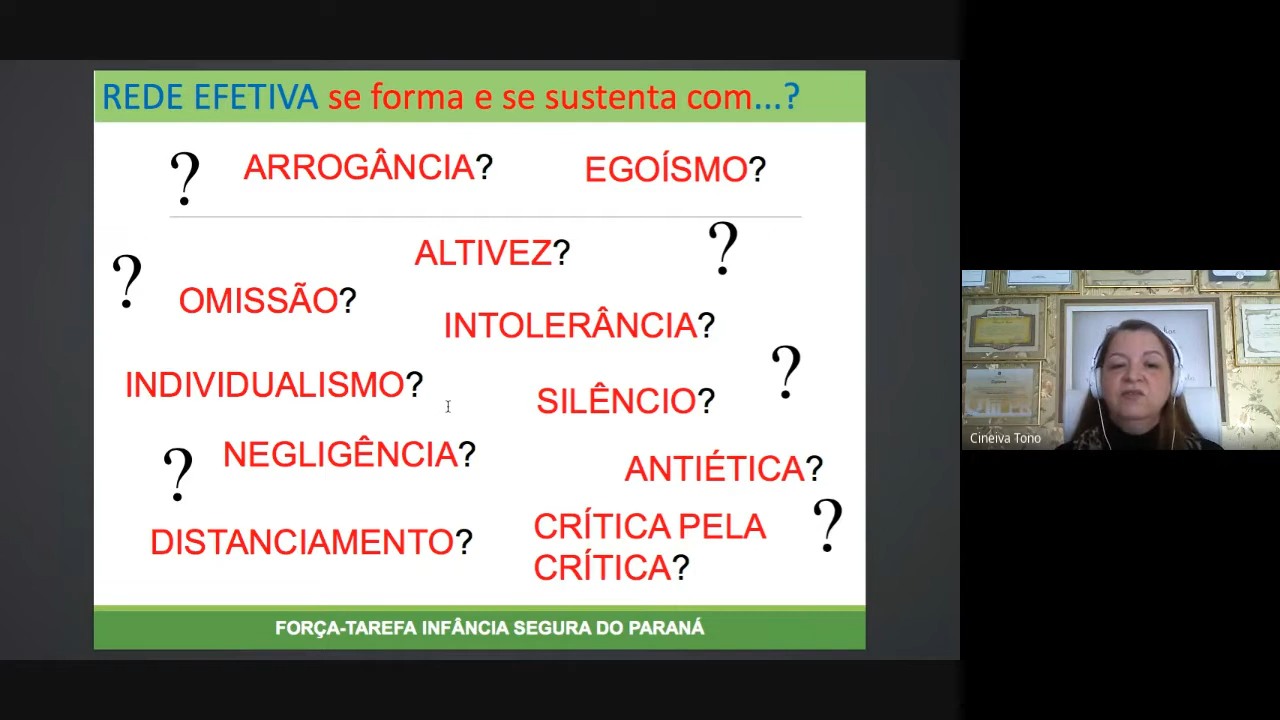 REDE EFETIVA se forma e se sustenta com...?
? ARROGÂNCIA? EGOÍSMO?
ALTIVEZ? ?
? OMISSÃO?
INTOLERÂNCIA?
INDIVIDUALISMO? ?
SILÊNCIO?
? NEGLIGÊNCIA?
ANTIÉTICA?
DISTANCIAMENTO?
CRÍTICA PELA ?
CRÍTICA?
FORÇA-TAREFA INFÂNCIA SEGURA DO PARANÁ
Cineiva Tono